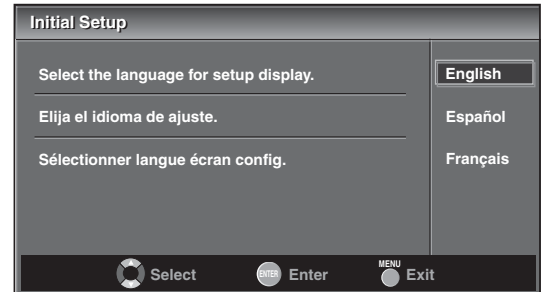 Initial Setup
Select the language for setup display.
English
Elija el idioma de ajuste.
Español
Sélectionner langue écran config.
Français
Select
ENTER
Enter
MENU
Exit